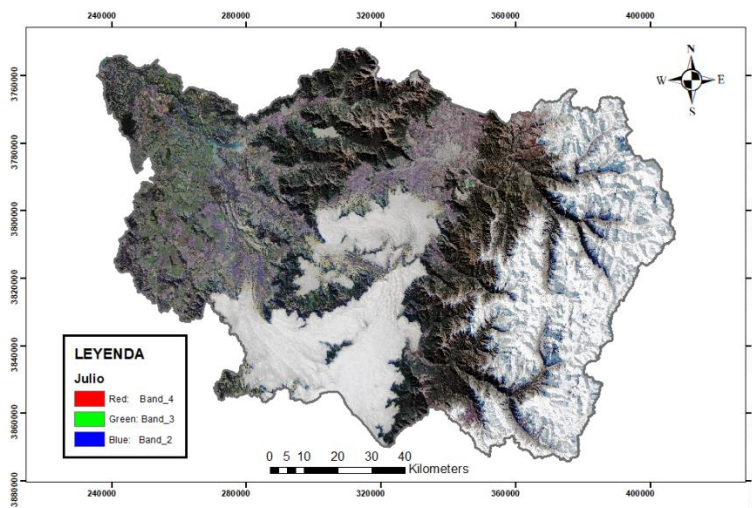 240000 280000 320000 360000 400000
3760000
N
W E
S
3780000
3800000
3820000
3840000
3860000
3880000
LEYENDA
Julio
Red: Band_4
Green: Band_3
Blue: Band_2
0 5 10 20 30 40
Kilometers
240000 280000 320000 360000 400000